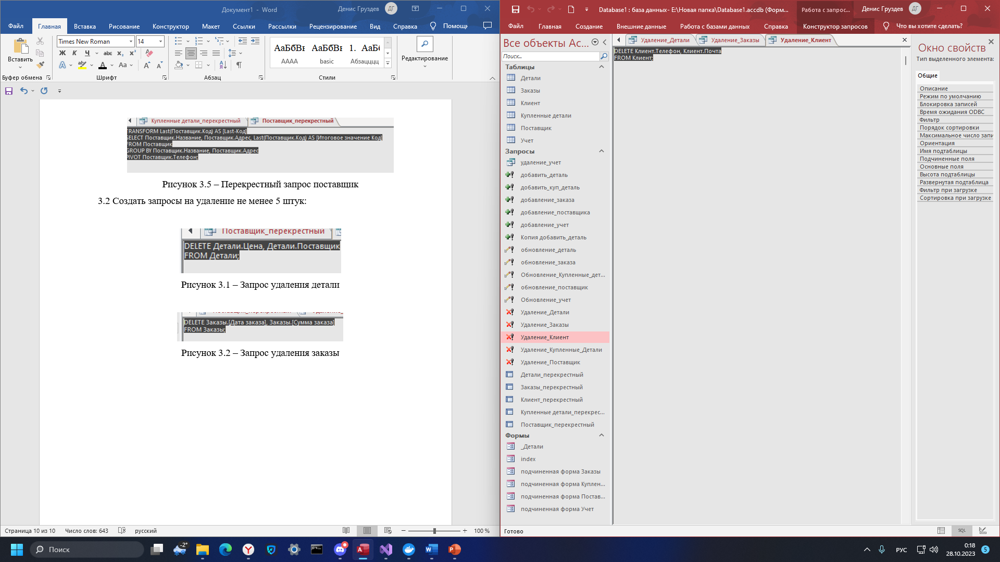 Документ1 - Word
Денис Груздев
ДГ
Файл
Главная
Вставка
Рисование
Конструктор
Макет
Ссылки
Рассылки
Рецензирование
Вид
Справка
Помощн
Вставить
Буфер обмена
Times New Roman
14
Ж К Ч abc x₂ x²
Aa
Шрифт
Абзац
АаБбВı
АаБбВı
1. АаБб
АААА
basic
Абзацццц
Стили
Редактирование
Купленные детали_перекрестный
Поставщик_перекрестный
TRANSFORM Last(Поставщик.Код) AS [Last-Код]
SELECT Поставщик.Название, Поставщик.Адрес, Last(Поставщик.Код) AS [Итоговое значение Код]
FROM Поставщик
GROUP BY Поставщик.Название, Поставщик.Адрес
PIVOT Поставщик.Телефон;
Рисунок 3.5 – Перекрестный запрос поставщик
3.2 Создать запросы на удаление не менее 5 штук:
Поставщик_перекрестный
DELETE Детали.Цена, Детали.Поставщик
FROM Детали;
Рисунок 3.1 – Запрос удаления детали
DELETE Заказы.[Дата заказа], Заказы.[Сумма заказа]
FROM Заказы;
Рисунок 3.2 – Запрос удаления заказы
Страница 10 из 10
Число слов: 643
русский
100 %
Database1 : база данных- E:\Новая папка\Database1.accdb (Форм...
Работа с запрос...
Денис Груздев
ДГ
Файл
Главная
Создание
Внешние данные
Работа с базами данных
Справка
Конструктор запросов
Что вы хотите сделать?
Все объекты Ac...
Поиск...
Таблицы
Детали
Заказы
Клиент
Купленные детали
Поставщик
Учет
Запросы
удаление_учет
добавить_деталь
добавить_куп_деталь
добавление_заказа
добавление_поставщика
добавление_учет
Копия добавить_деталь
обновление_деталь
обновление_заказа
Обновление_Купленные_дет...
обновление_поставщик
Обновление_учет
Удаление_Детали
Удаление_Заказы
Удаление_Клиент
Удаление_Купленные_Детали
Удаление_Поставщик
Детали_перекрестный
Заказы_перекрестный
Клиент_перекрестный
Купленные детали_перекрес...
Поставщик_перекрестный
Формы
_Детали
index
подчиненная форма Заказы
подчиненная форма Куплен...
подчиненная форма Постав...
подчиненная форма Учет
Удаление_Детали
Удаление_Заказы
Удаление_Клиент
DELETE Клиент.Телефон, Клиент.Почта
FROM Клиент;
Окно свойств
Тип выделенного элемента:
Общие
Описание
Режим по умолчанию
Блокировка записей
Время ожидания ODBC
Фильтр
Порядок сортировки
Максимальное число запи
Ориентация
Имя подтаблицы
Подчиненные поля
Основные поля
Высота подтаблицы
Развернутая подтаблица
Фильтр при загрузке
Сортировка при загрузке
Готово
SQL
Поиск
-2°
РУС
0:18
28.10.2023
5